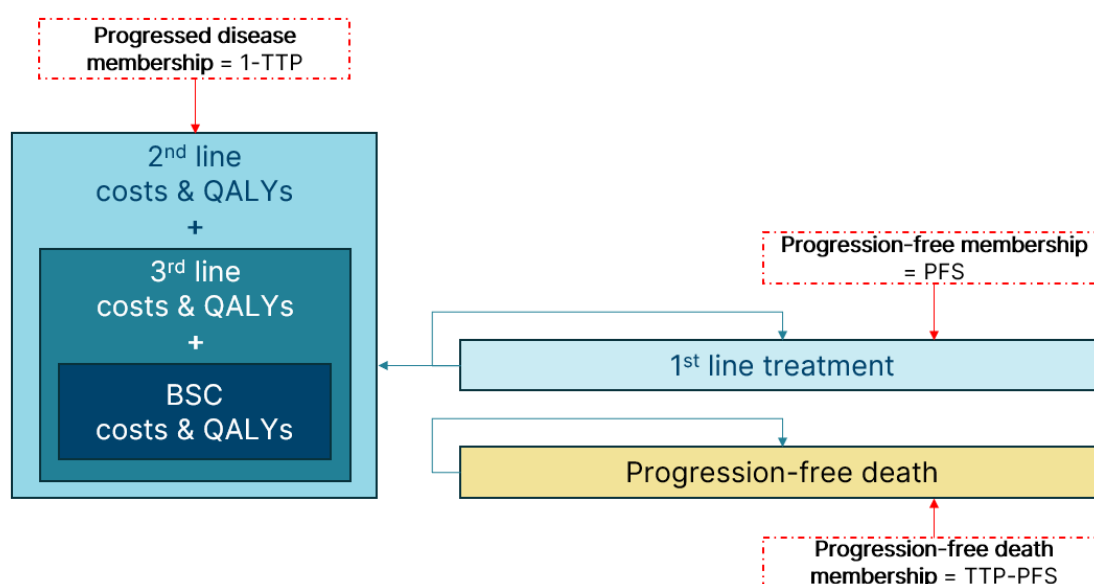 Progressed disease
membership = 1-TTP
2nd line
costs & QALYs
+
3rd line
costs & QALYs
+
BSC
costs & QALYs
Progression-free membership
= PFS
1st line treatment
Progression-free death
Progression-free death
membership = TTP-PFS